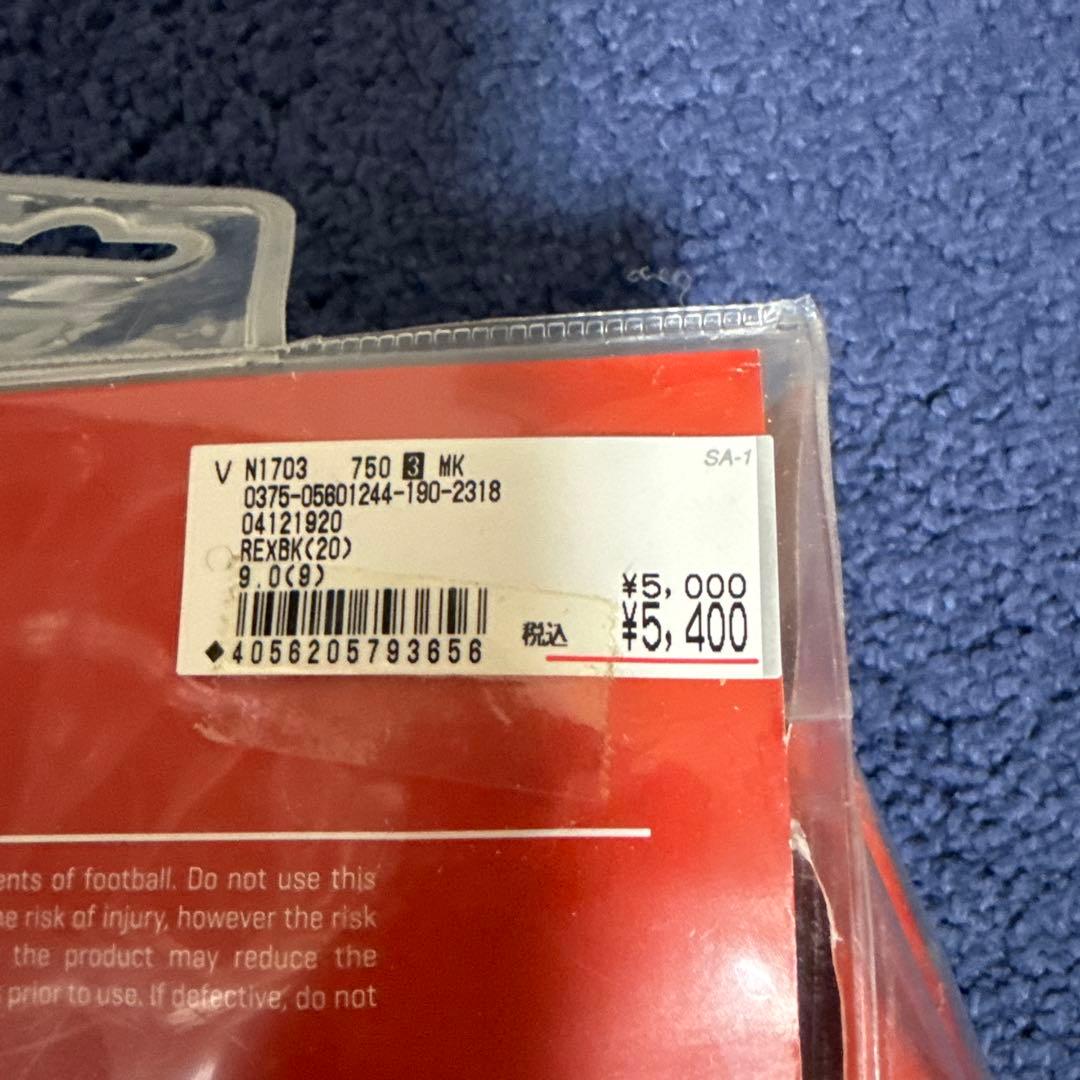 V N1703 750 3 MK
SA-1
0375-05601244-190-2318
04121920
REXBK(20)
9.0(9)
¥5,000
税込 ¥5,400
◆4056205793656
ents of football. Do not use this
e risk of injury, however the risk
the product may reduce the
prior to use. If defective, do not